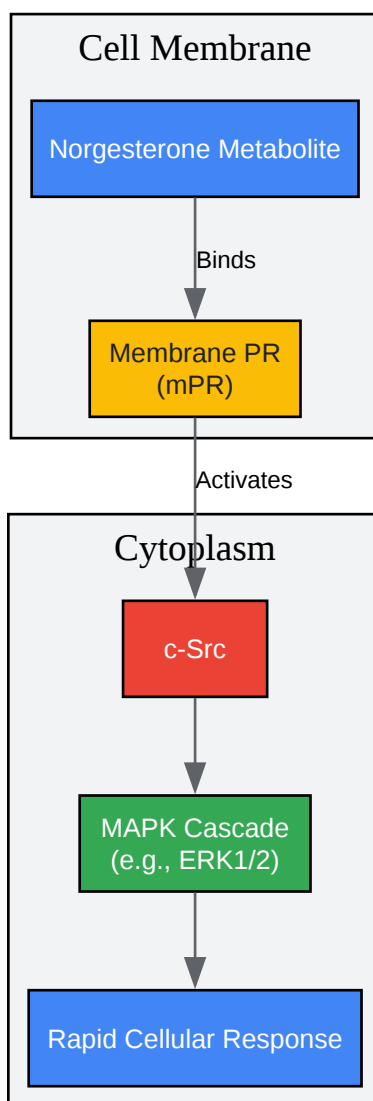 Cell Membrane
Norgesterone Metabolite
Binds
Membrane PR
(mPR)
Activates
Cytoplasm
c-Src
MAPK Cascade
(e.g., ERK1/2)
Rapid Cellular Response